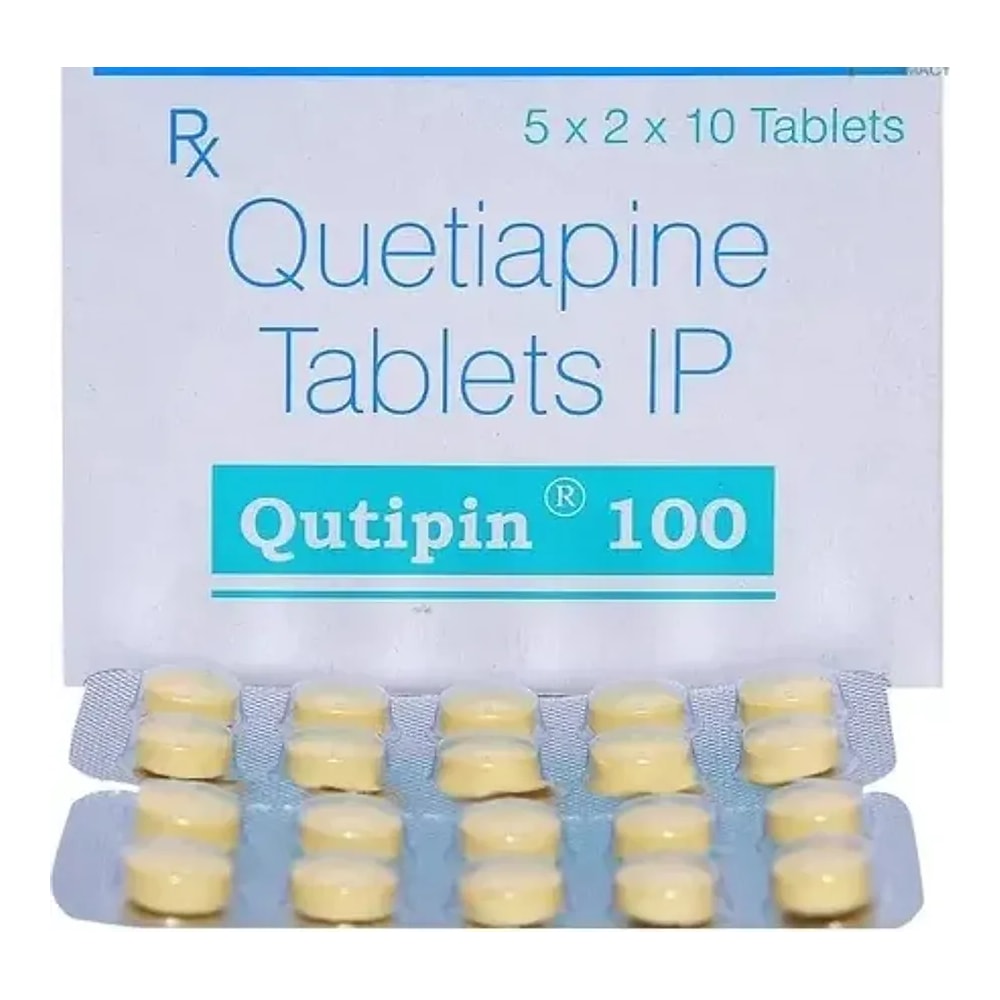 Rx
5 x 2 x 10 Tablets
Quetiapine
Tablets IP
Qutipin ® 100